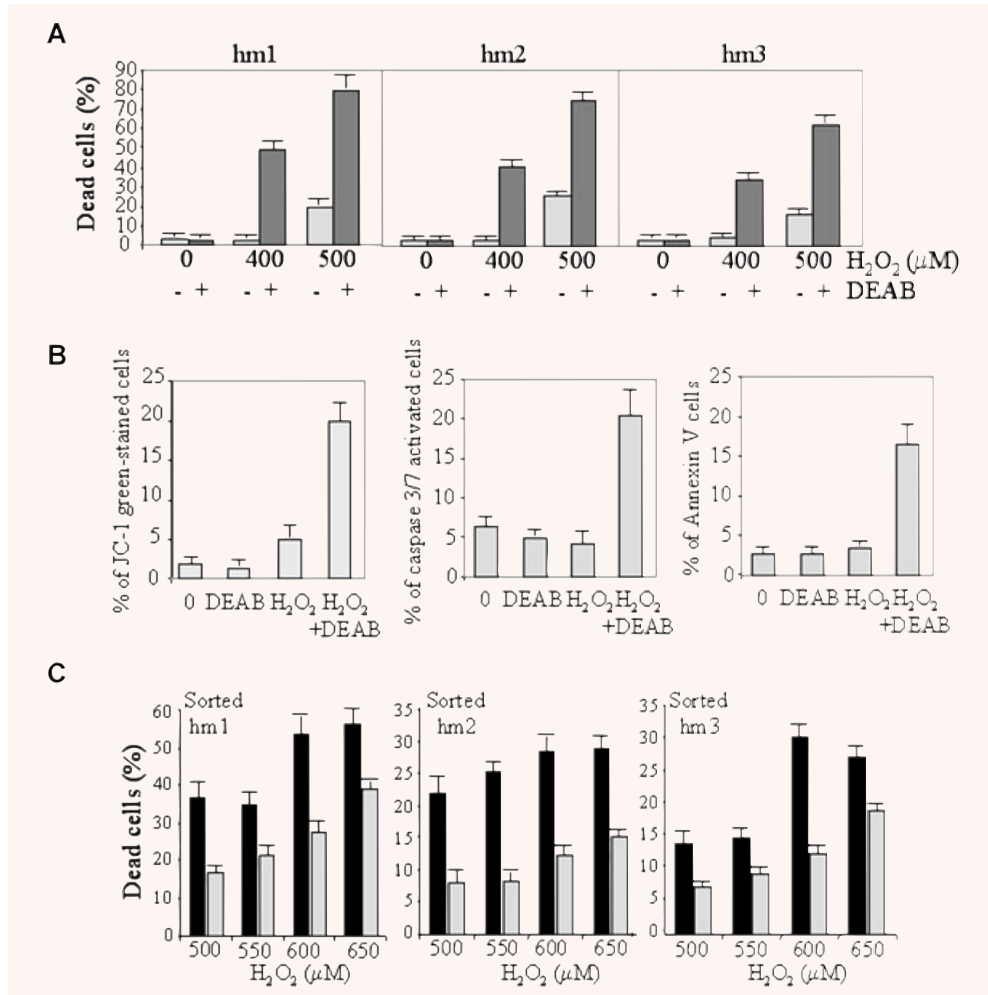 A
hm1 hm2 hm3
Dead cells (%)
90
80
70
60
50
40
30
20
10
0
0 400 500 0 400 500 0 400 500 H₂O₂ (μM)
- + - + - + - + - + - + - + - + - + DEAB
B
% of JC-1 green-stained cells
25
20
15
10
5
0
0 DEAB H₂O₂ H₂O₂
+DEAB
% of caspase 3/7 activated cells
25
20
15
10
5
0
0 DEAB H₂O₂ H₂O₂
+DEAB
% of Annexin V cells
25
20
15
10
5
0
0 DEAB H₂O₂ H₂O₂
+DEAB
C
Dead cells (%)
Sorted
hm1
60
50
40
30
20
10
0
500 550 600 650
H₂O₂ (μM)
Sorted
hm2
35
30
25
20
15
10
5
0
500 550 600 650
H₂O₂ (μM)
Sorted
hm3
35
30
25
20
15
10
5
0
500 550 600 650
H₂O₂ (μM)